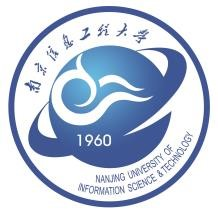 南京信息工程大学
1960
NANJING UNIVERSITY OF
INFORMATION SCIENCE & TECHNOLOGY